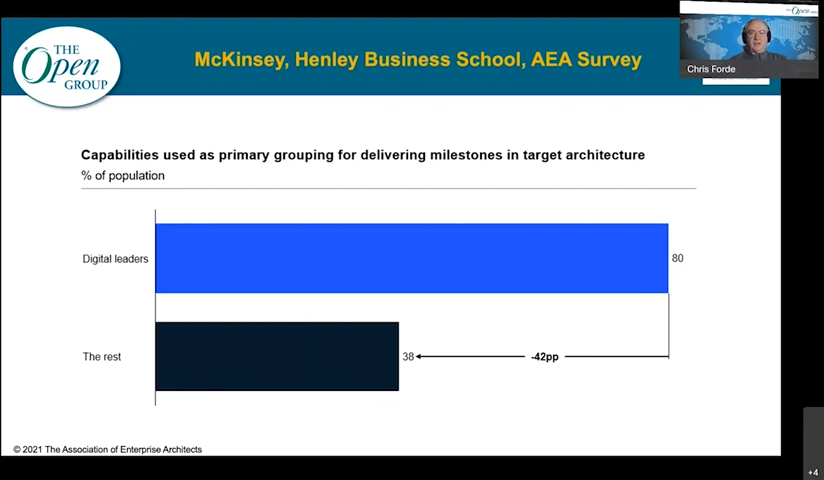 THE
Open
GROUP
McKinsey, Henley Business School, AEA Survey
Open
Chris Forde
Capabilities used as primary grouping for delivering milestones in target architecture
% of population
Digital leaders
80
The rest
38
-42pp
© 2021 The Association of Enterprise Architects
+4